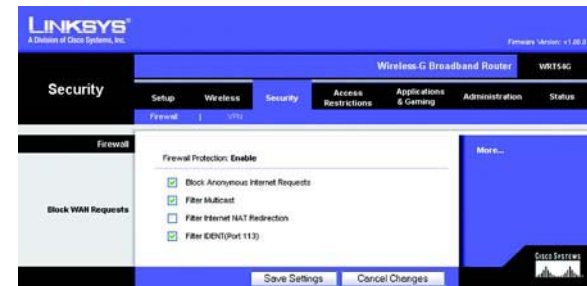 LINKSYS®
A Division of Cisco Systems, Inc.
Firmware Version: v1.00.0
Wireless-G Broadband Router WRT54G
Security
Setup Wireless Security Access Restrictions Applications & Gaming Administration Status
Firewall | VPN
Firewall
Firewall Protection: Enable
More...
Block WAN Requests
Block Anonymous Internet Requests
Filter Multicast
Filter Internet NAT Redirection
Filter IDENT(Port 113)
Save Settings Cancel Changes
CISCO SYSTEMS